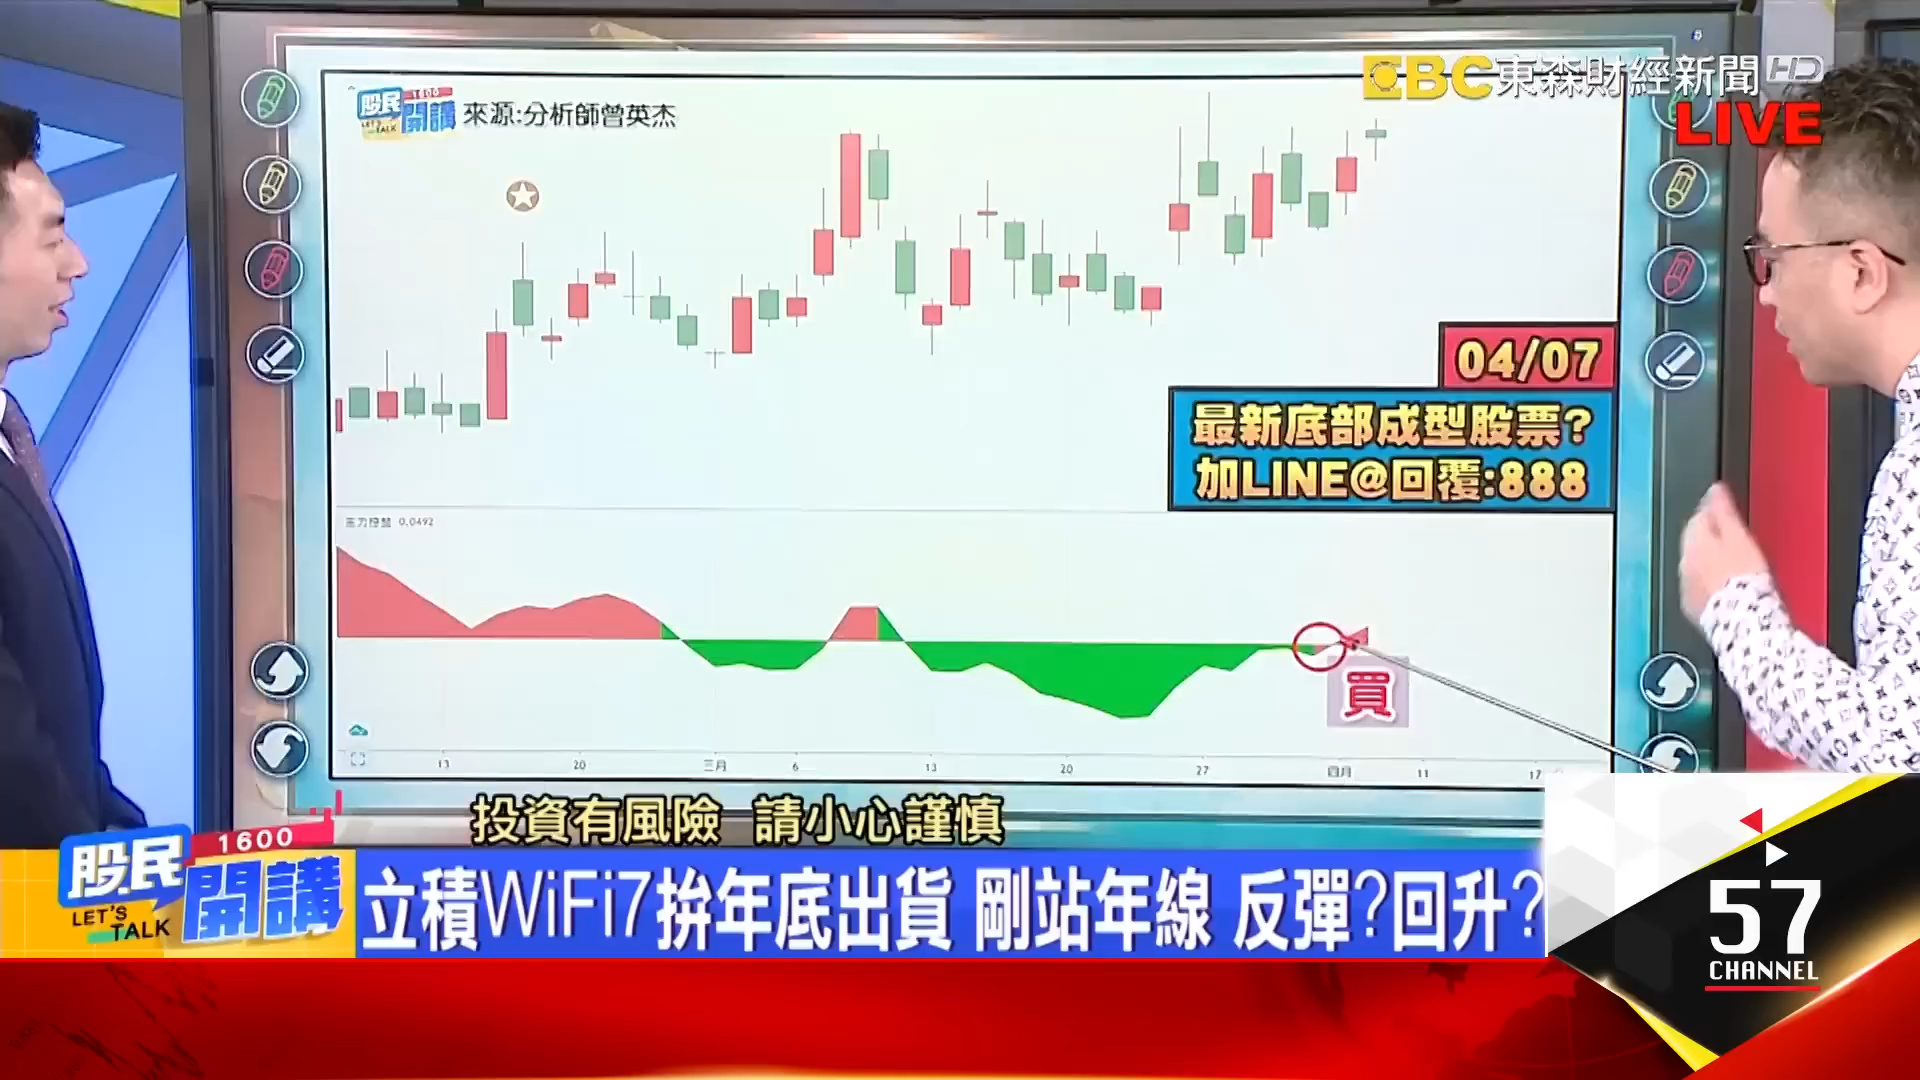 EBC 東森財經新聞 HD
LIVE
股民 1600 開講 LET'S TALK 來源:分析師曾英杰
04/07
最新底部成型股票?
加LINE@回覆:888
主力控盤 0.0492
買
13 20 三月 6 13 20 27 四月 11 17
投資有風險 請小心謹慎
股民 1600 開講
LET'S TALK
立積WiFi7拚年底出貨 剛站年線 反彈?回升?
57
CHANNEL